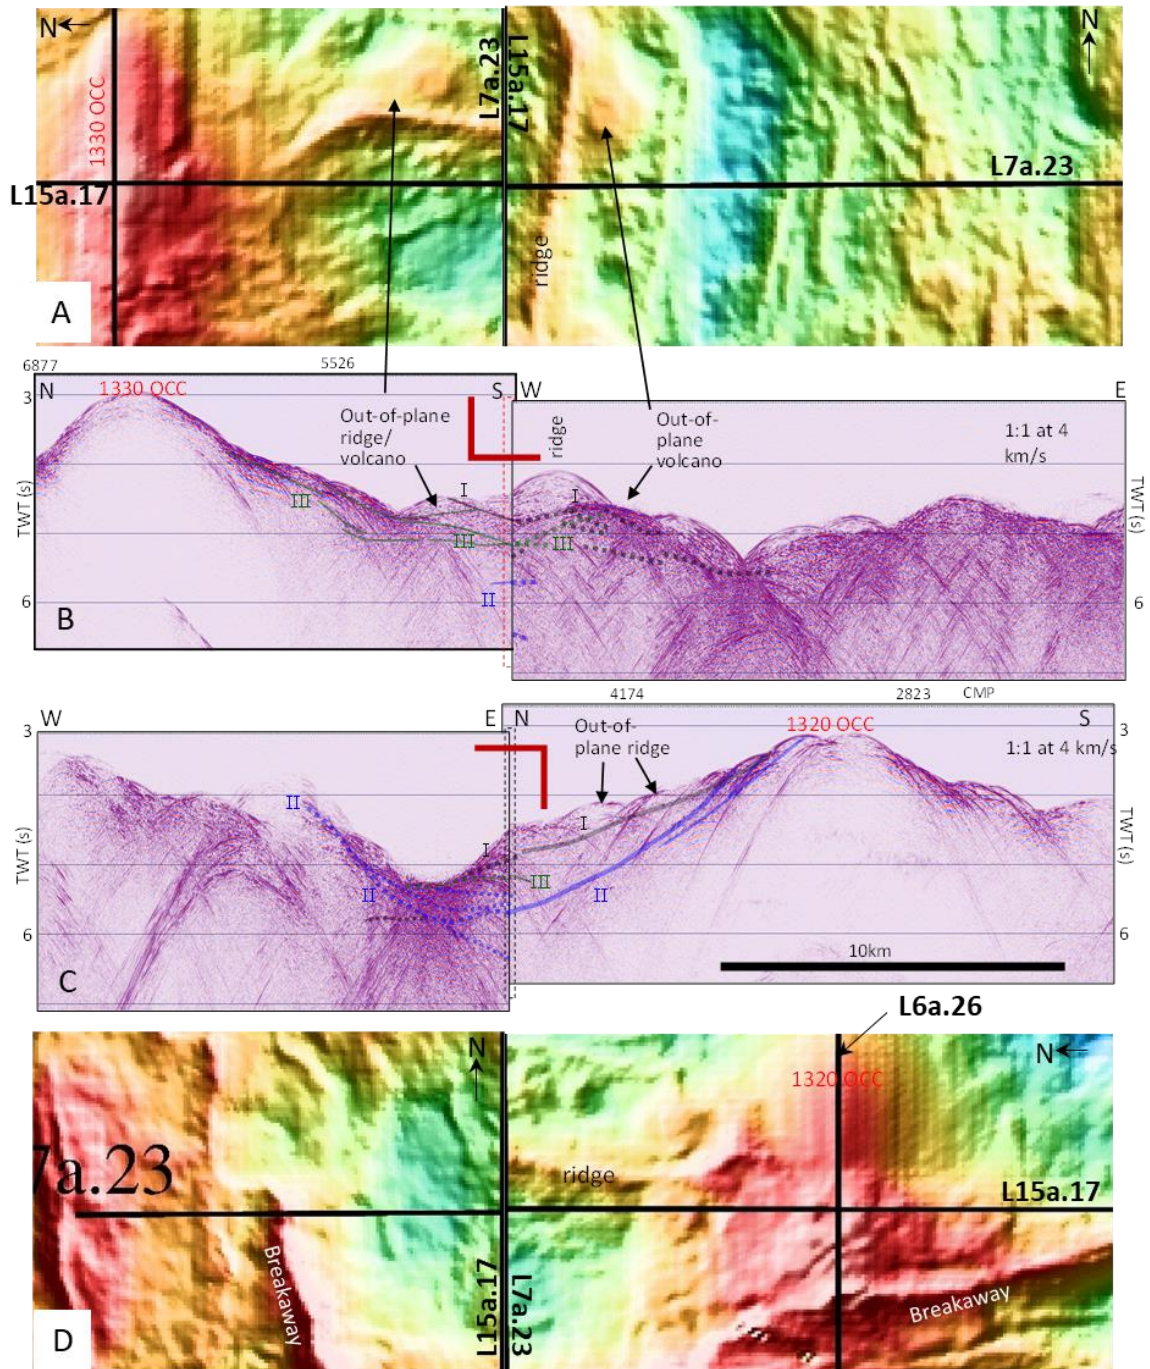 N
L7a.23
L15a.17
N
1330 OCC
L15a.17
L7a.23
ridge
A
6877
5526
3
N
1330 OCC
S
W
E
Out-of-plane
ridge/
volcano
ridge
Out-of-
plane
volcano
1:1 at 4
km/s
I
I
III
III
III
II
TWT (s)
TWT (s)
6
6
B
4174
2823
CMP
W
E
N
S
3
3
Out-of-
plane ridge
1320 OCC
1:1 at 4 km/s
II
I
I
III
II
II
TWT (s)
TWT (s)
6
6
10km
C
L6a.26
N
N
1320 OCC
7a.23
ridge
L15a.17
Breakaway
L15a.17
L7a.23
Breakaway
D